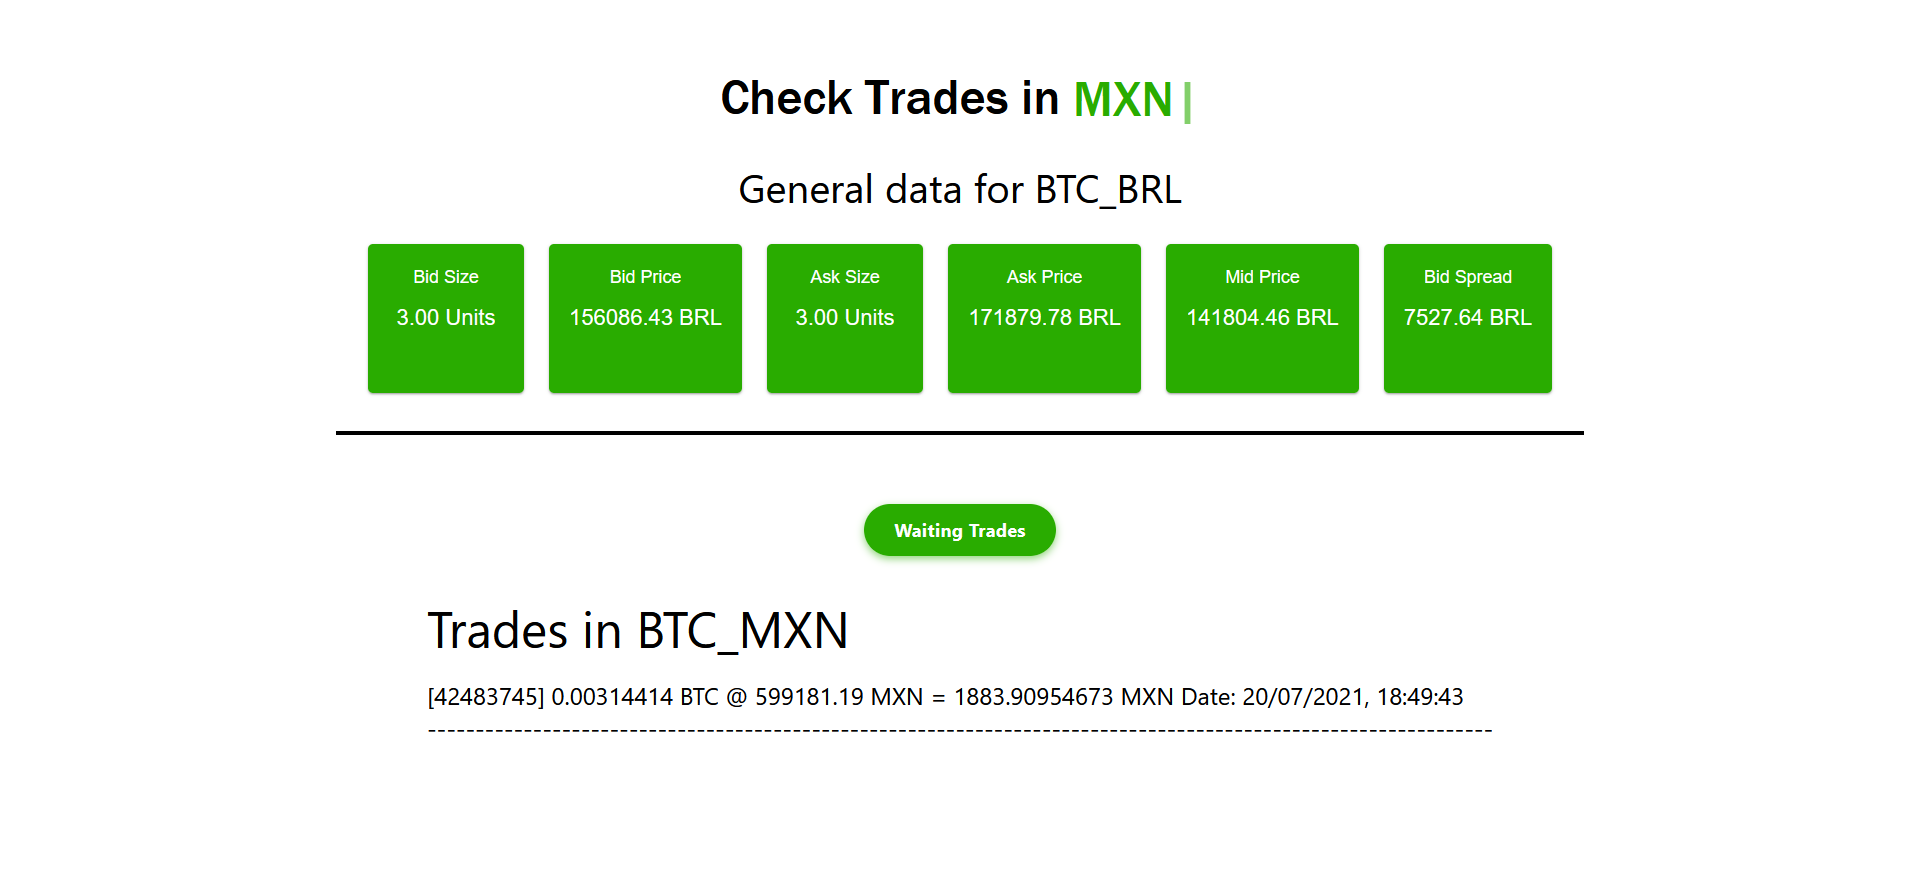 Check Trades in MXN|
General data for BTC_BRL
Bid Size
3.00 Units
Bid Price
156086.43 BRL
Ask Size
3.00 Units
Ask Price
171879.78 BRL
Mid Price
141804.46 BRL
Bid Spread
7527.64 BRL
Waiting Trades
Trades in BTC_MXN
[42483745] 0.00314414 BTC @ 599181.19 MXN = 1883.90954673 MXN Date: 20/07/2021, 18:49:43
---------------------------------------------------------------------------------------------------------------